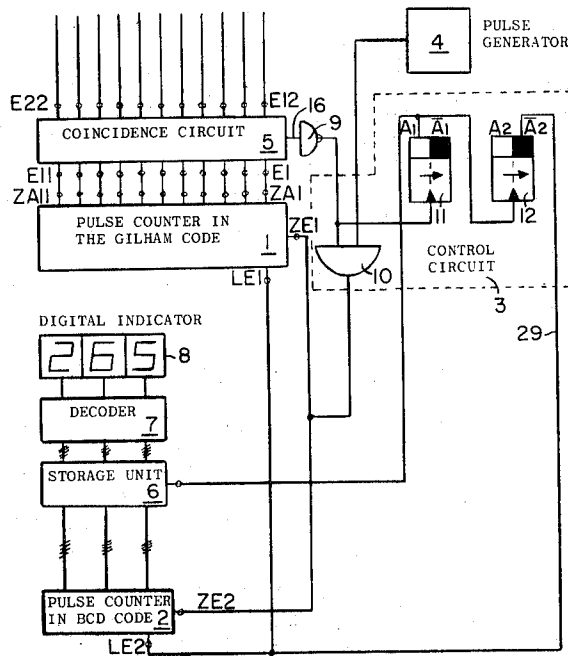 PULSE
4 GENERATOR
E22 E12
16 9
COINCIDENCE CIRCUIT
5
E11 E1
ZA11 ZA1
A1 A̅1 A2 A̅2
11 12
PULSE COUNTER IN
THE GILHAM CODE 1
ZE1
LE1
10
CONTROL
CIRCUIT
3
29
DIGITAL INDICATOR
265 8
DECODER
7
STORAGE UNIT
6
PULSE COUNTER
IN BCD CODE 2
ZE2
LE2